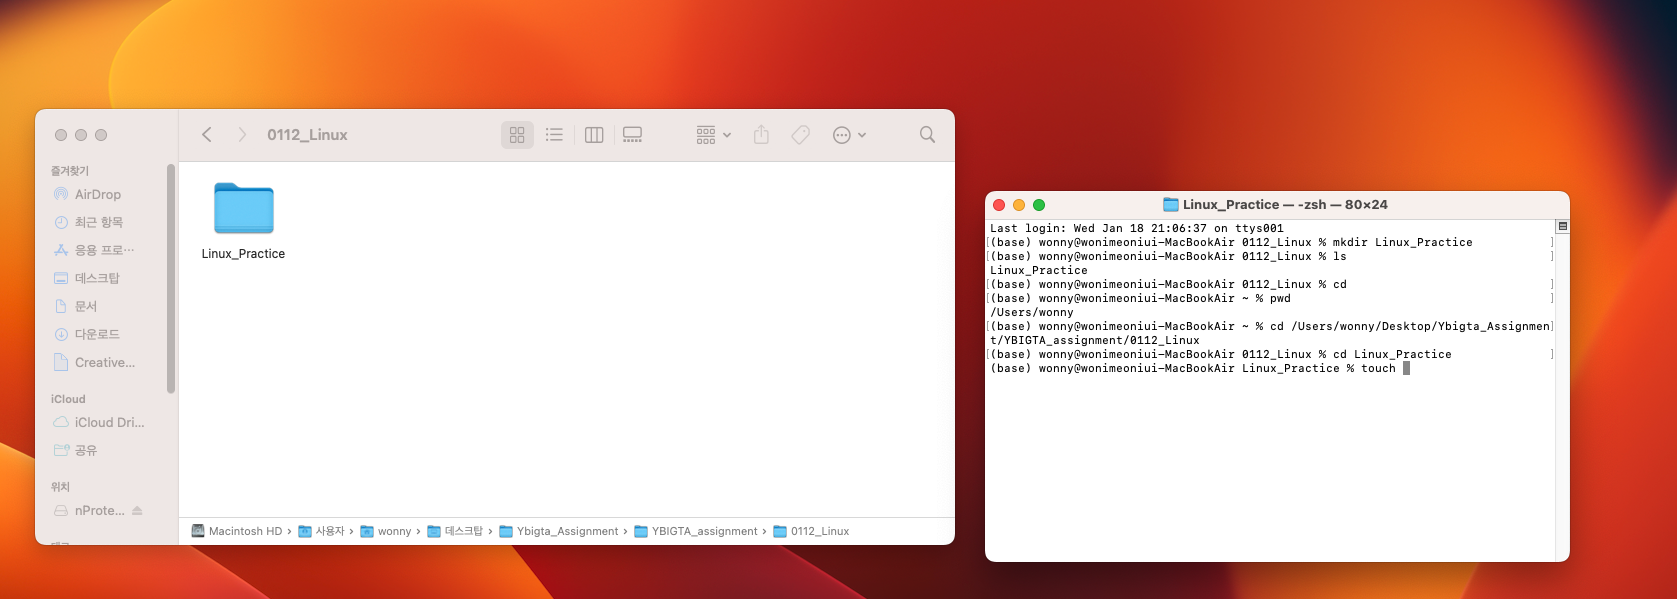 0112_Linux
즐겨찾기
AirDrop
최근 항목
응용 프로...
데스크탑
문서
다운로드
Creative...
iCloud
iCloud Dri...
공유
위치
nProte...
Linux_Practice
Macintosh HD › 사용자 › wonny › 데스크탑 › Ybigta_Assignment › YBIGTA_assignment › 0112_Linux
Linux_Practice — -zsh — 80×24
Last login: Wed Jan 18 21:06:37 on ttys001
[(base) wonny@wonimeoniui-MacBookAir 0112_Linux % mkdir Linux_Practice ]
[(base) wonny@wonimeoniui-MacBookAir 0112_Linux % ls ]
Linux_Practice
[(base) wonny@wonimeoniui-MacBookAir 0112_Linux % cd ]
[(base) wonny@wonimeoniui-MacBookAir ~ % pwd ]
/Users/wonny
[(base) wonny@wonimeoniui-MacBookAir ~ % cd /Users/wonny/Desktop/Ybigta_Assignmen]
t/YBIGTA_assignment/0112_Linux
[(base) wonny@wonimeoniui-MacBookAir 0112_Linux % cd Linux_Practice ]
(base) wonny@wonimeoniui-MacBookAir Linux_Practice % touch